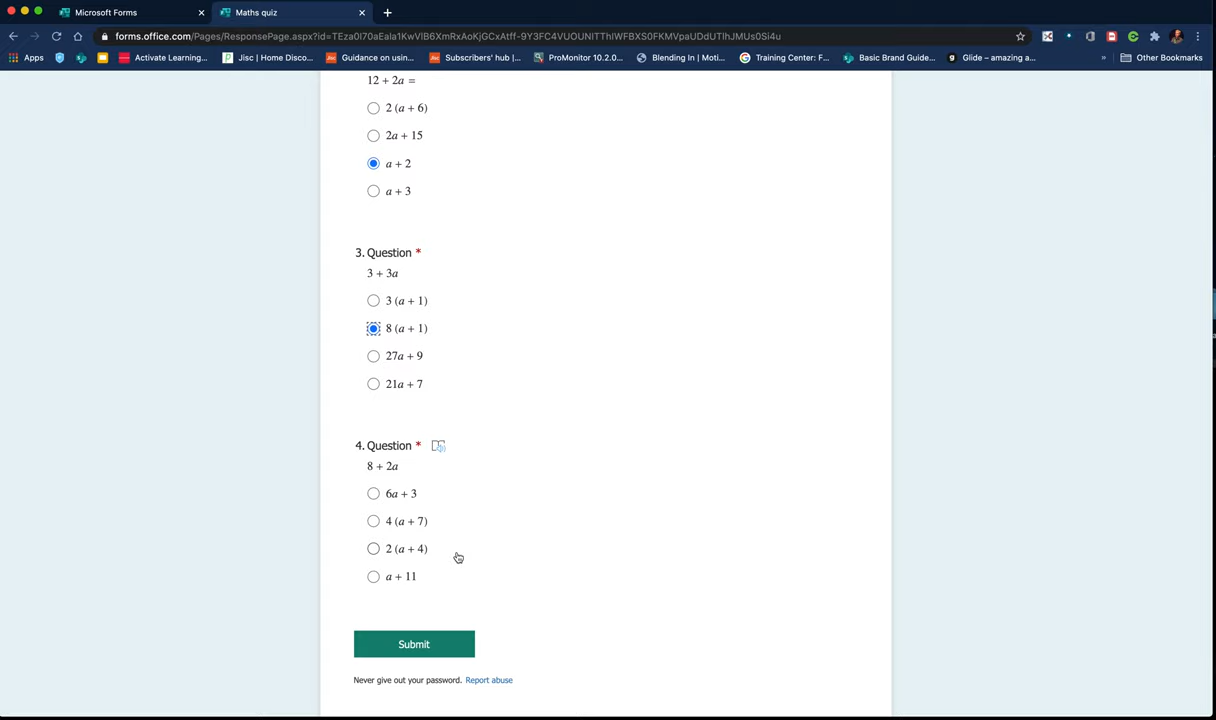 Microsoft Forms
Maths quiz
forms.office.com/Pages/ResponsePage.aspx?id=TEza0I70aEala1KwVlB6XmRxAoKjGCxAtff-9Y3FC4VUOUNITThIWFBXS0FKMVpaUDdUTlhJMUs0Si4u
Apps
Activate Learning...
Jisc | Home Disco...
Guidance on using...
Subscribers' hub |...
ProMonitor 10.2.0...
Blending In | Moti...
Training Center: F...
Basic Brand Guide...
Glide – amazing a...
»
Other Bookmarks
12 + 2a =
2 (a + 6)
2a + 15
a + 2
a + 3
3. Question *
3 + 3a
3 (a + 1)
8 (a + 1)
27a + 9
21a + 7
4. Question *
8 + 2a
6a + 3
4 (a + 7)
2 (a + 4)
a + 11
Submit
Never give out your password. Report abuse